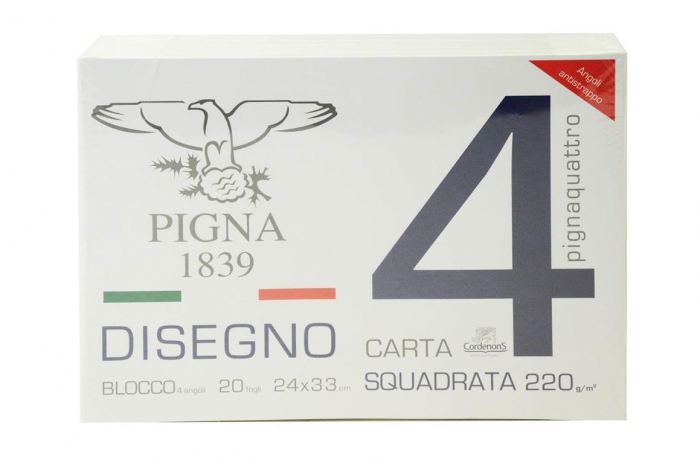 Angoli
antistrappo
4
pignaquattro
PIGNA
1839
DISEGNO
CARTA CordenonS
BLOCCO 4 angoli 20 fogli 24x33 cm
SQUADRATA 220 g/m²